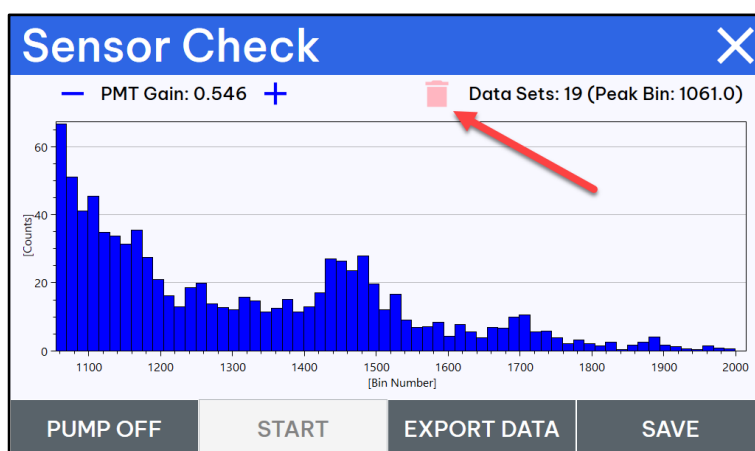 Sensor Check
PMT Gain: 0.546
Data Sets: 19 (Peak Bin: 1061.0)
[Counts]
60
40
20
0
1100 1200 1300 1400 1500 1600 1700 1800 1900 2000
[Bin Number]
PUMP OFF START EXPORT DATA SAVE